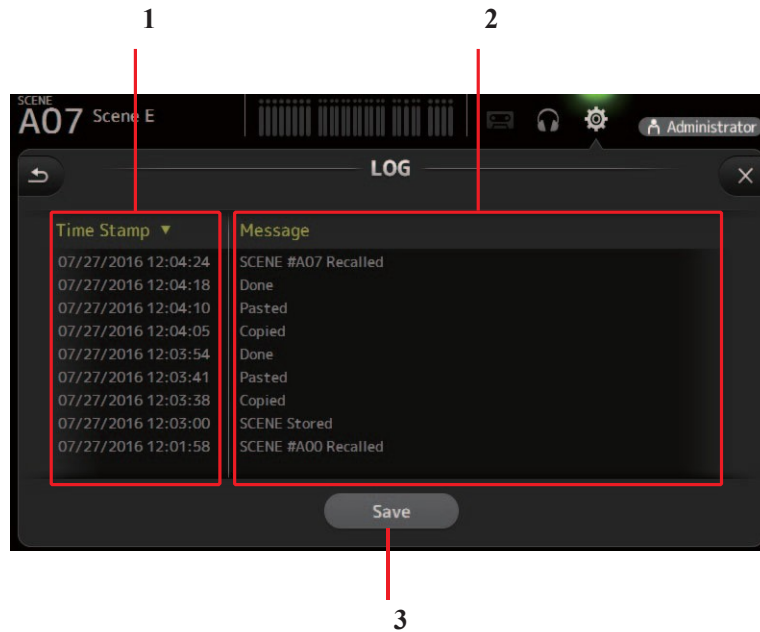 1 2
SCENE
A07 Scene E
Administrator
LOG
Time Stamp ▼ Message
07/27/2016 12:04:24 SCENE #A07 Recalled
07/27/2016 12:04:18 Done
07/27/2016 12:04:10 Pasted
07/27/2016 12:04:05 Copied
07/27/2016 12:03:54 Done
07/27/2016 12:03:41 Pasted
07/27/2016 12:03:38 Copied
07/27/2016 12:03:00 SCENE Stored
07/27/2016 12:01:58 SCENE #A00 Recalled
Save
3